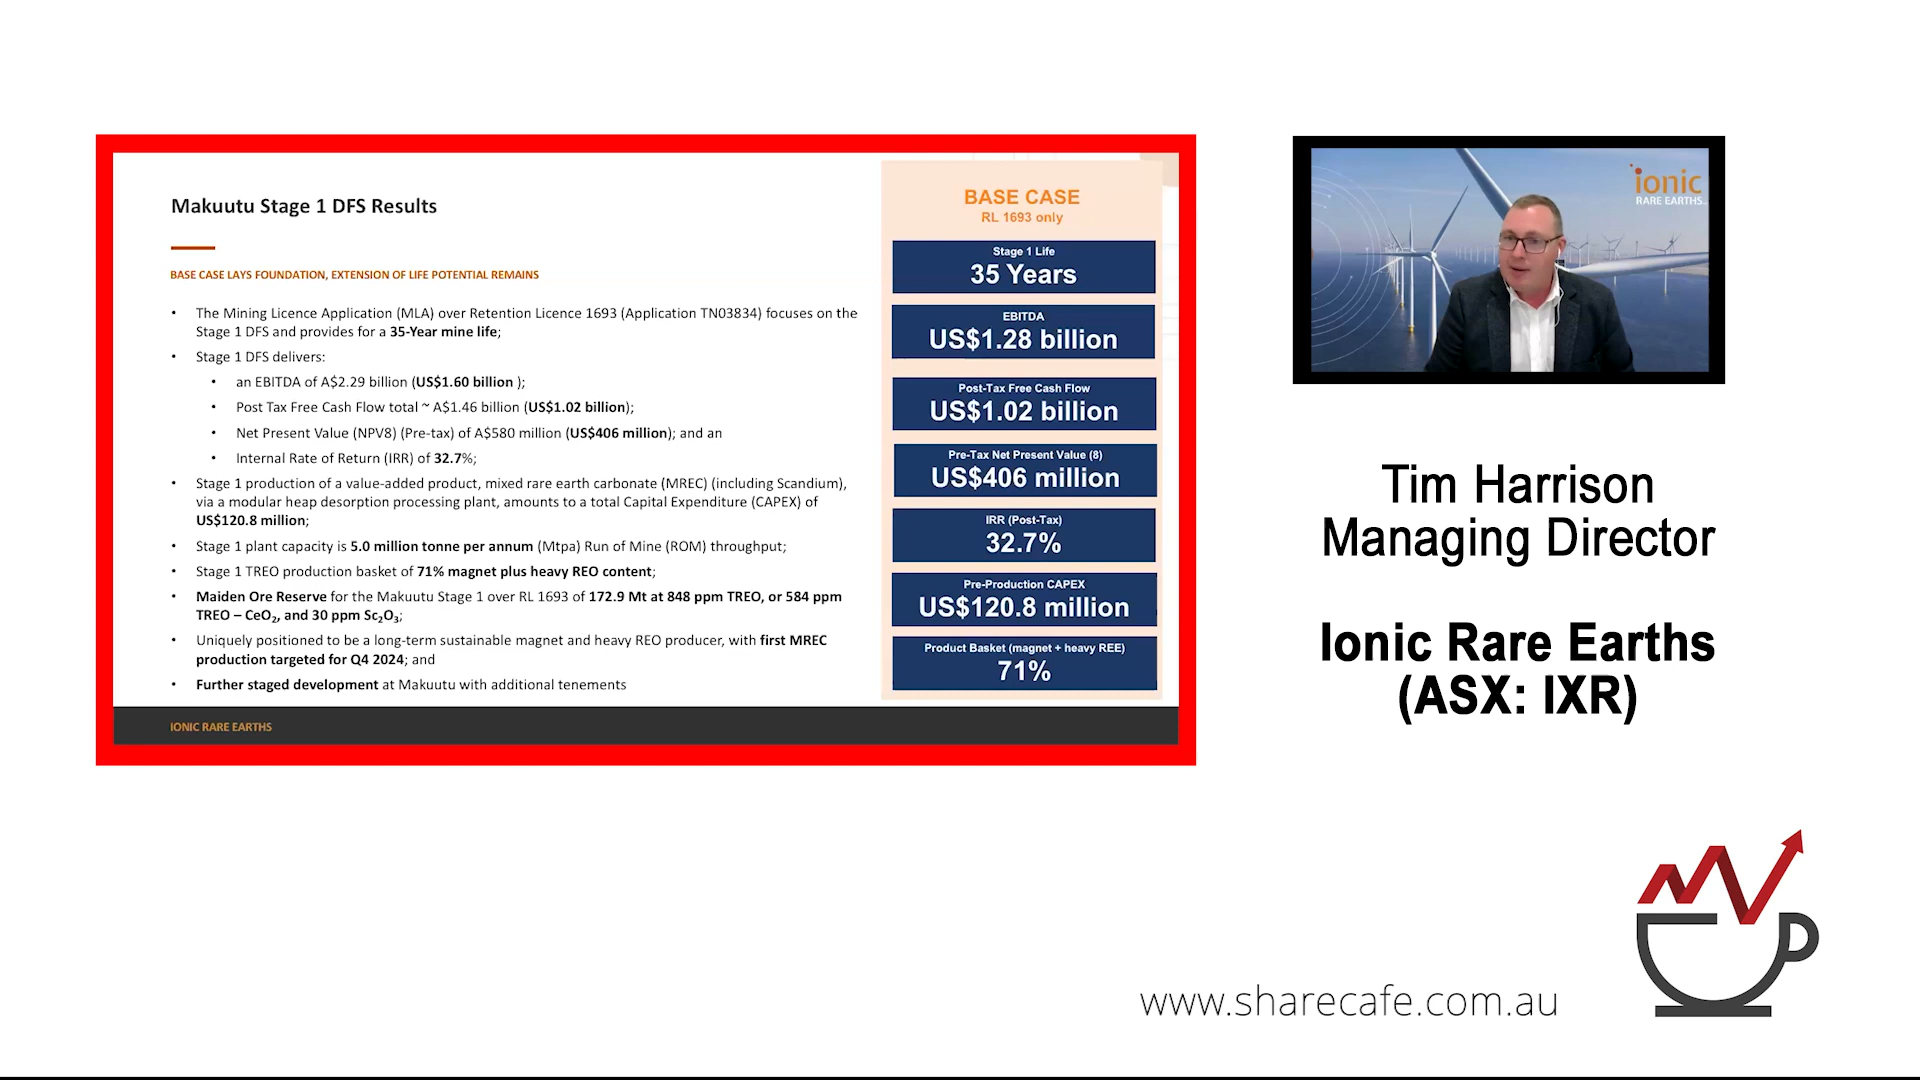 Makuutu Stage 1 DFS Results
BASE CASE LAYS FOUNDATION, EXTENSION OF LIFE POTENTIAL REMAINS
• The Mining Licence Application (MLA) over Retention Licence 1693 (Application TN03834) focuses on the
Stage 1 DFS and provides for a 35-Year mine life;
• Stage 1 DFS delivers:
• an EBITDA of A$2.29 billion (US$1.60 billion );
• Post Tax Free Cash Flow total ~ A$1.46 billion (US$1.02 billion);
• Net Present Value (NPV8) (Pre-tax) of A$580 million (US$406 million); and an
• Internal Rate of Return (IRR) of 32.7%;
• Stage 1 production of a value-added product, mixed rare earth carbonate (MREC) (including Scandium),
via a modular heap desorption processing plant, amounts to a total Capital Expenditure (CAPEX) of
US$120.8 million;
• Stage 1 plant capacity is 5.0 million tonne per annum (Mtpa) Run of Mine (ROM) throughput;
• Stage 1 TREO production basket of 71% magnet plus heavy REO content;
• Maiden Ore Reserve for the Makuutu Stage 1 over RL 1693 of 172.9 Mt at 848 ppm TREO, or 584 ppm
TREO – CeO₂, and 30 ppm Sc₂O₃;
• Uniquely positioned to be a long-term sustainable magnet and heavy REO producer, with first MREC
production targeted for Q4 2024; and
• Further staged development at Makuutu with additional tenements
IONIC RARE EARTHS
BASE CASE
RL 1693 only
Stage 1 Life
35 Years
EBITDA
US$1.28 billion
Post-Tax Free Cash Flow
US$1.02 billion
Pre-Tax Net Present Value (8)
US$406 million
IRR (Post-Tax)
32.7%
Pre-Production CAPEX
US$120.8 million
Product Basket (magnet + heavy REE)
71%
ionic
RARE EARTHS
Tim Harrison
Managing Director
Ionic Rare Earths
(ASX: IXR)
www.sharecafe.com.au